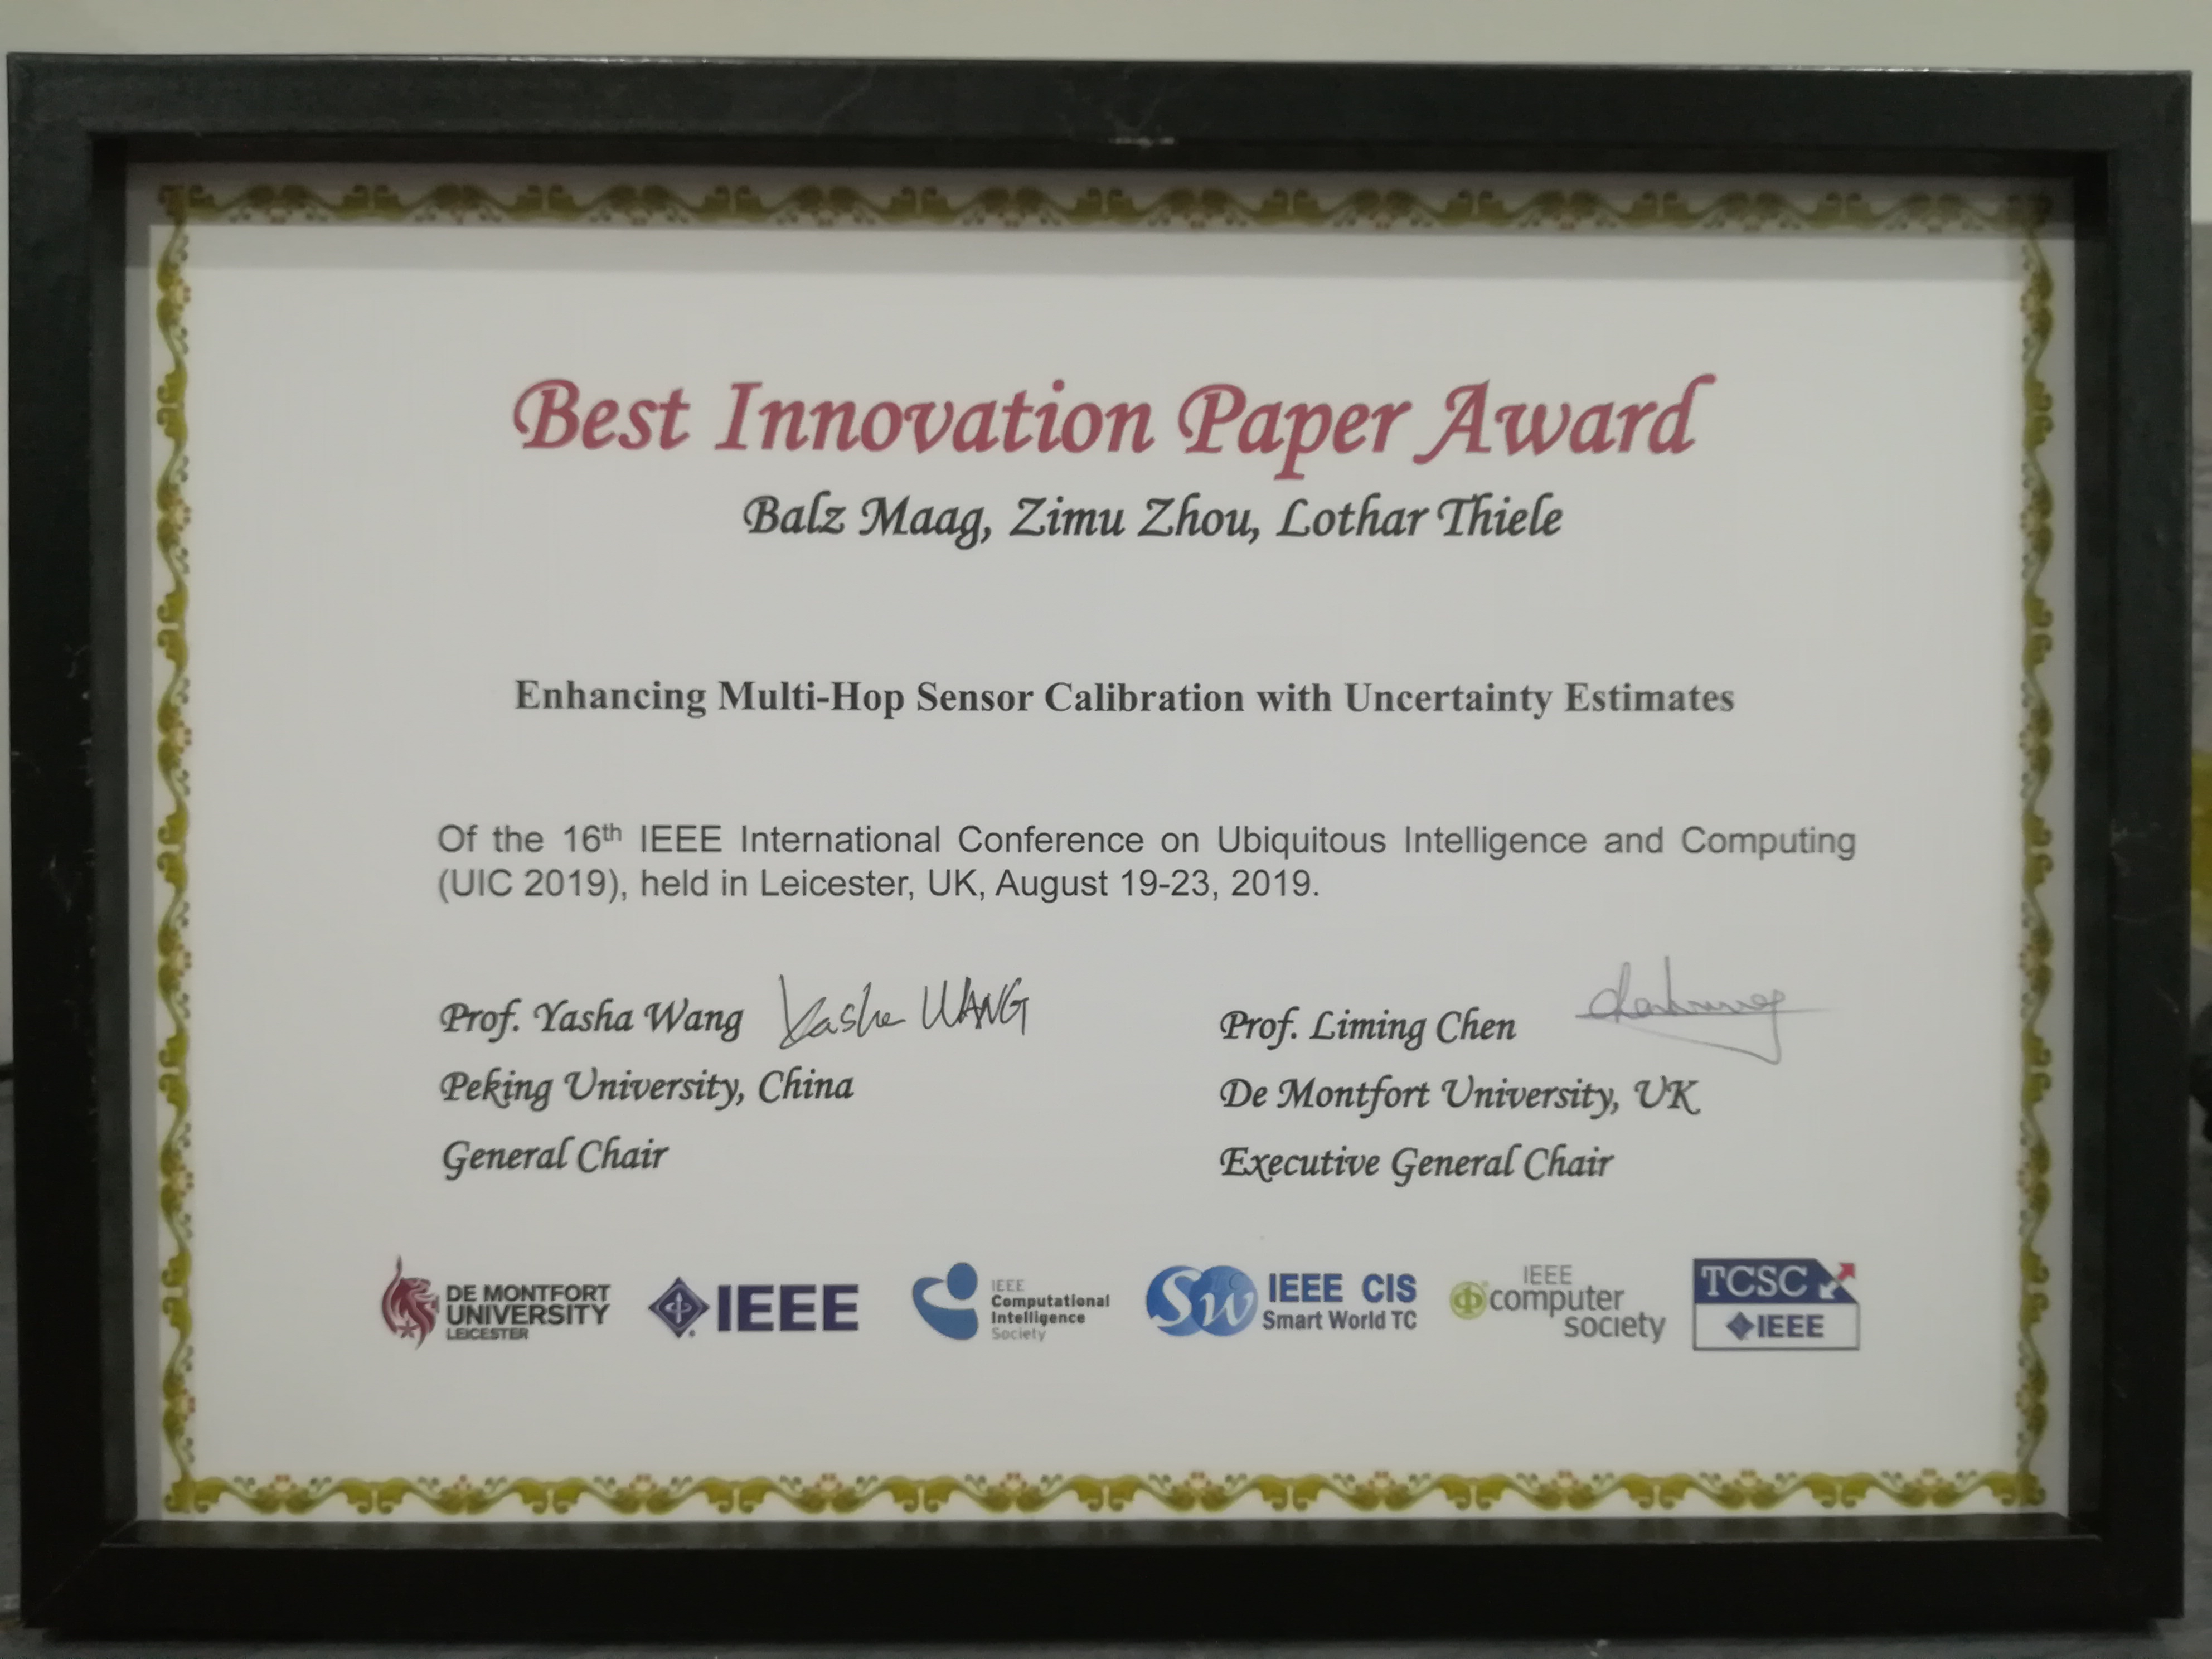 Best Innovation Paper Award
Balz Maag, Zimu Zhou, Lothar Thiele
Enhancing Multi-Hop Sensor Calibration with Uncertainty Estimates
Of the 16th IEEE International Conference on Ubiquitous Intelligence and Computing
(UIC 2019), held in Leicester, UK, August 19-23, 2019.
Prof. Yasha Wang Yasha WANG
Peking University, China
General Chair
Prof. Liming Chen
De Montfort University, UK
Executive General Chair
DE MONTFORT
UNIVERSITY
LEICESTER
IEEE
IEEE
Computational
Intelligence
Society
SW
IEEE CIS
Smart World TC
IEEE
computer
society
TCSC
IEEE